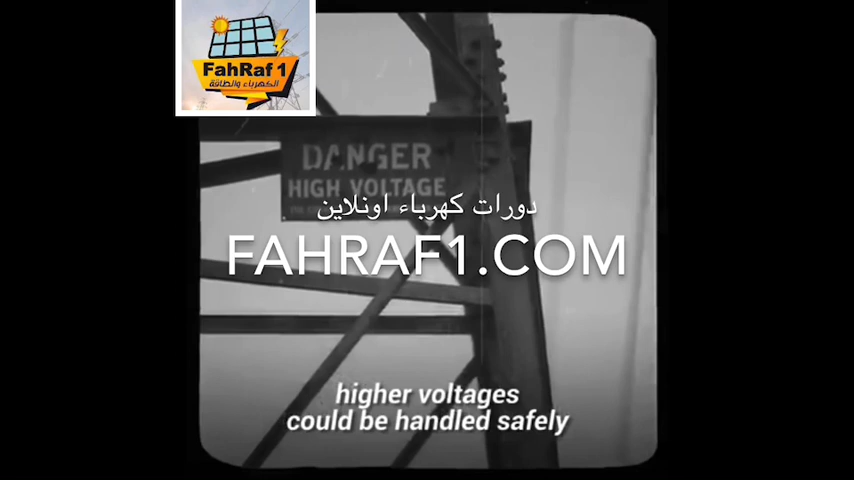 FahRaf 1
الكهرباء والطاقة
DANGER
HIGH VOLTAGE
دورات كهرباء اونلاين
FAHRAF1.COM
higher voltages
could be handled safely